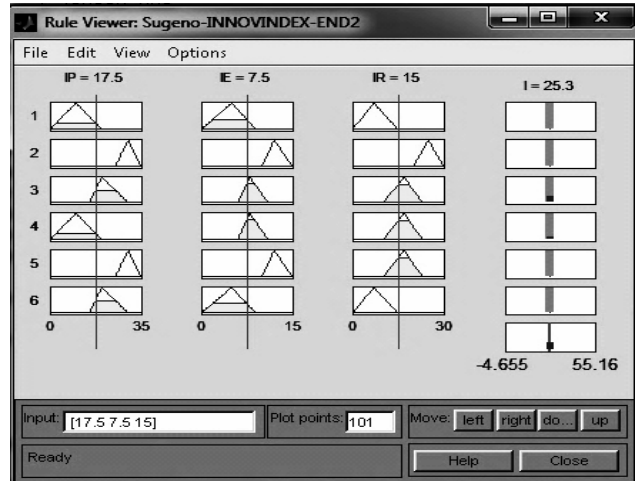 Rule Viewer: Sugeno-INNOVINDEX-END2
File Edit View Options
IP = 17.5 IE = 7.5 IR = 15 I = 25.3
1
2
3
4
5
6
0 35 0 15 0 30
-4.655 55.16
Input: [17.5 7.5 15] Plot points: 101 Move: left right do... up
Ready Help Close